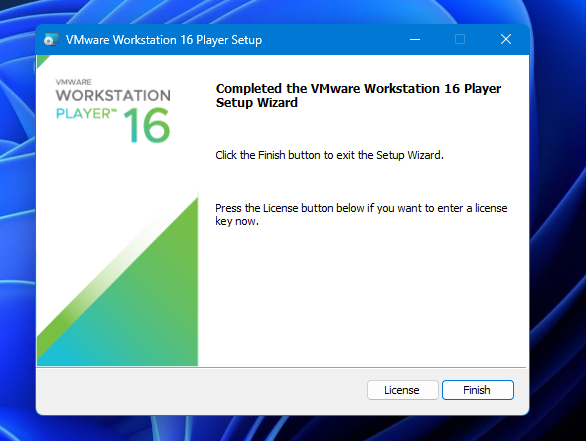 VMware Workstation 16 Player Setup
VMWARE
WORKSTATION
PLAYER™ 16
Completed the VMware Workstation 16 Player
Setup Wizard
Click the Finish button to exit the Setup Wizard.
Press the License button below if you want to enter a license
key now.
License
Finish